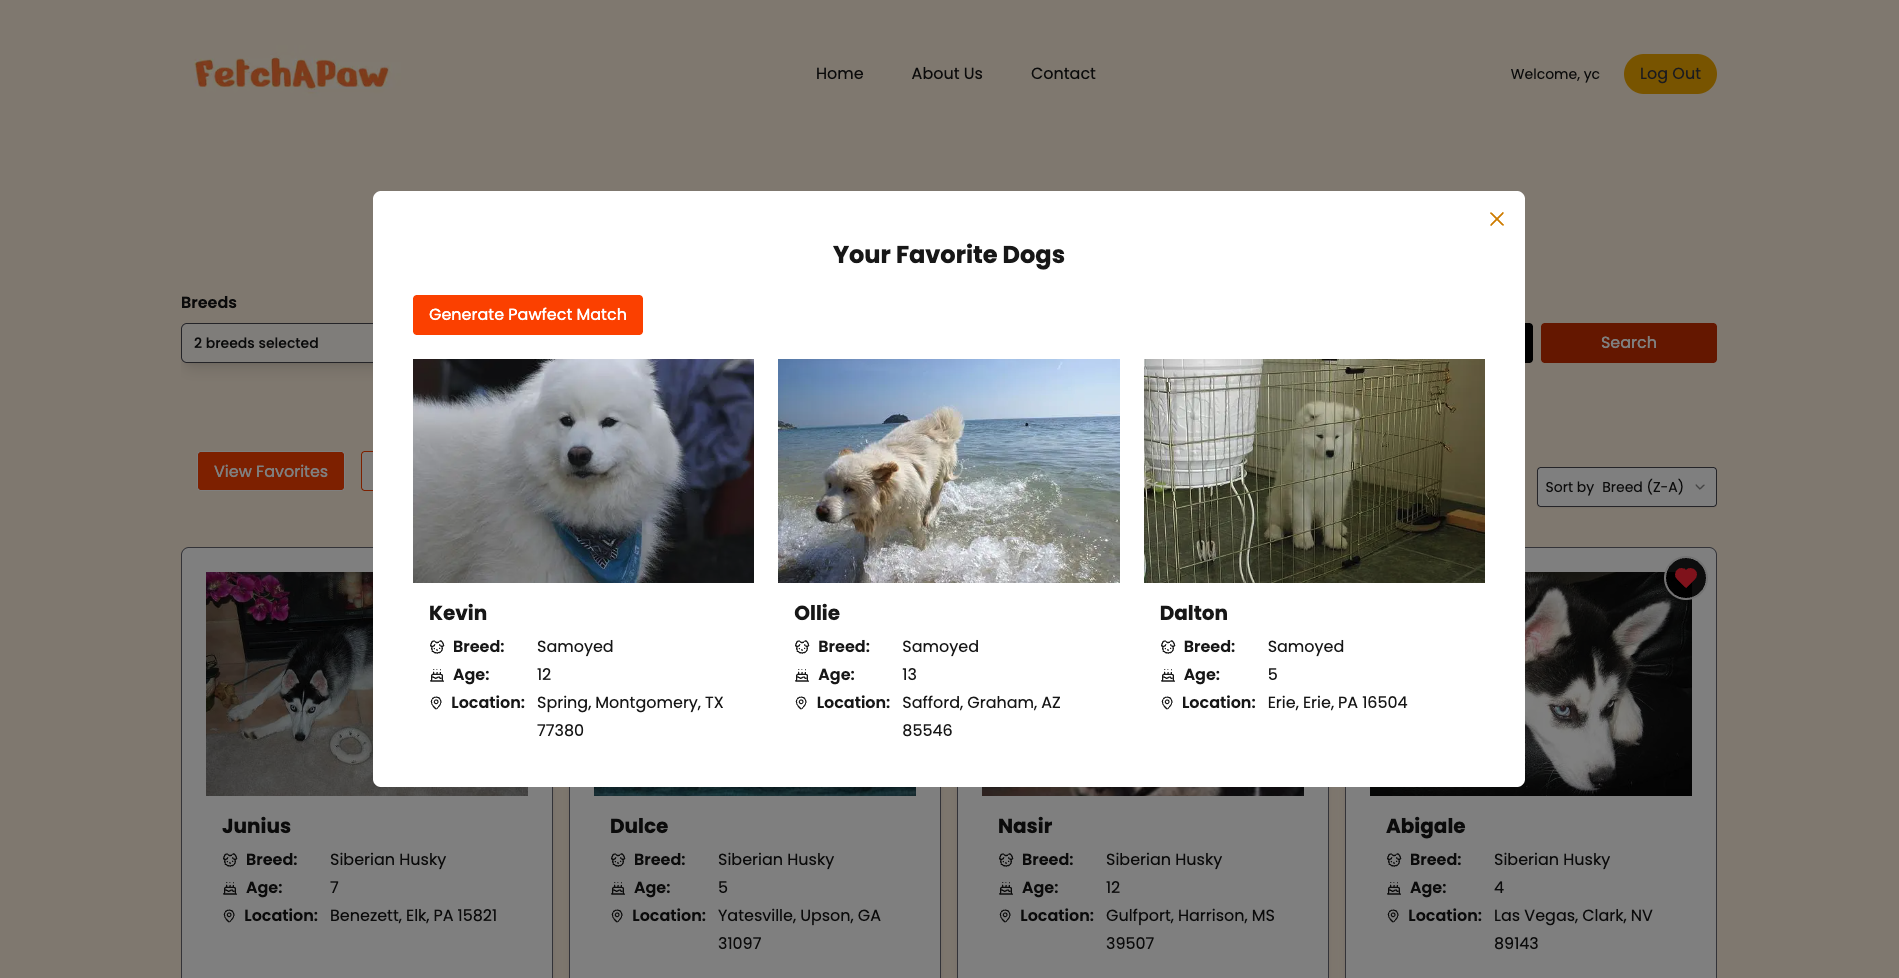 FetchAPaw
Home
About Us
Contact
Welcome, yc
Log Out
Your Favorite Dogs
Generate Pawfect Match
Breeds
2 breeds selected
Search
View Favorites
Sort by Breed (Z-A)
Kevin
Breed: Samoyed
Age: 12
Location: Spring, Montgomery, TX
77380
Ollie
Breed: Samoyed
Age: 13
Location: Safford, Graham, AZ
85546
Dalton
Breed: Samoyed
Age: 5
Location: Erie, Erie, PA 16504
Junius
Breed: Siberian Husky
Age: 7
Location: Benezett, Elk, PA 15821
Dulce
Breed: Siberian Husky
Age: 5
Location: Yatesville, Upson, GA
31097
Nasir
Breed: Siberian Husky
Age: 12
Location: Gulfport, Harrison, MS
39507
Abigale
Breed: Siberian Husky
Age: 4
Location: Las Vegas, Clark, NV
89143